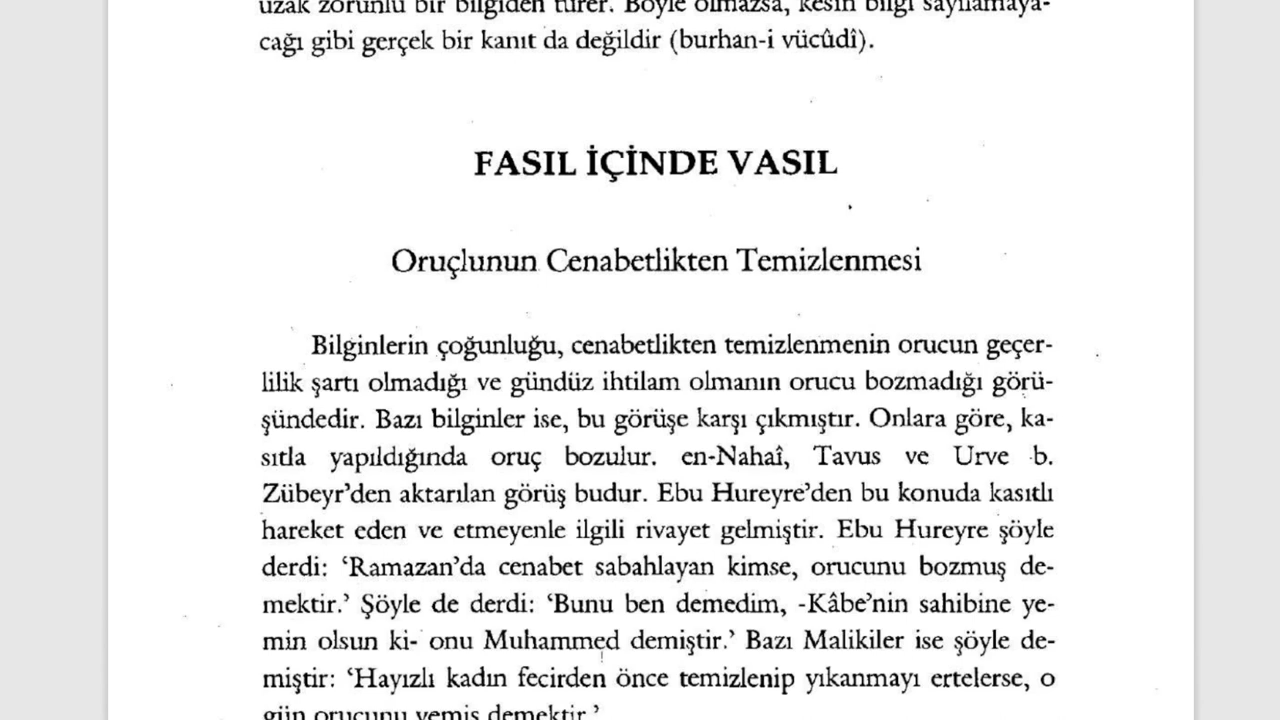 uzak zorunlu bir bilgiden türer. Böyle olmazsa, kesin bilgi sayılamaya-
cağı gibi gerçek bir kanıt da değildir (burhan-i vücûdî).
FASIL İÇİNDE VASIL
Oruçlunun Cenabetlikten Temizlenmesi
Bilginlerin çoğunluğu, cenabetlikten temizlenmenin orucun geçer-
lilik şartı olmadığı ve gündüz ihtilam olmanın orucu bozmadığı görü-
şündedir. Bazı bilginler ise, bu görüşe karşı çıkmıştır. Onlara göre, ka-
sıtla yapıldığında oruç bozulur. en-Nahaî, Tavus ve Urve b.
Zübeyr’den aktarılan görüş budur. Ebu Hureyre’den bu konuda kasıtlı
hareket eden ve etmeyenle ilgili rivayet gelmiştir. Ebu Hureyre şöyle
derdi: ‘Ramazan’da cenabet sabahlayan kimse, orucunu bozmuş de-
mektir.’ Şöyle de derdi: ‘Bunu ben demedim, -Kâbe’nin sahibine ye-
min olsun ki- onu Muhammed demiştir.’ Bazı Malikiler ise şöyle de-
miştir: ‘Hayızlı kadın fecirden önce temizlenip yıkanmayı ertelerse, o
gün orucunu yemiş demektir.’